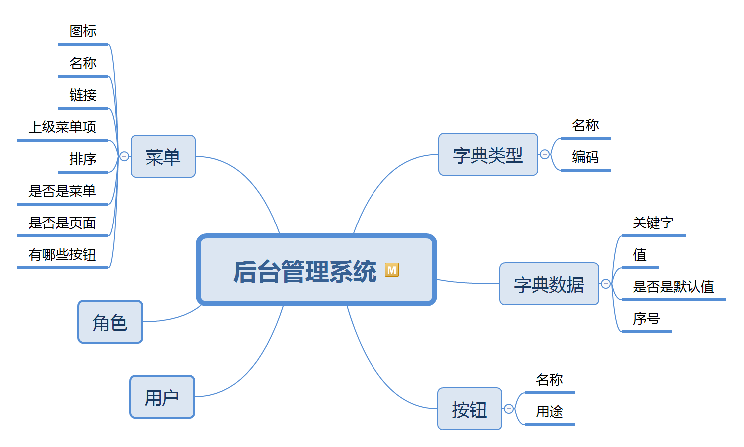 后台管理系统 M
字典类型
名称
编码
字典数据
关键字
值
是否是默认值
序号
按钮
名称
用途
菜单
图标
名称
链接
上级菜单项
排序
是否是菜单
是否是页面
有哪些按钮
角色
用户